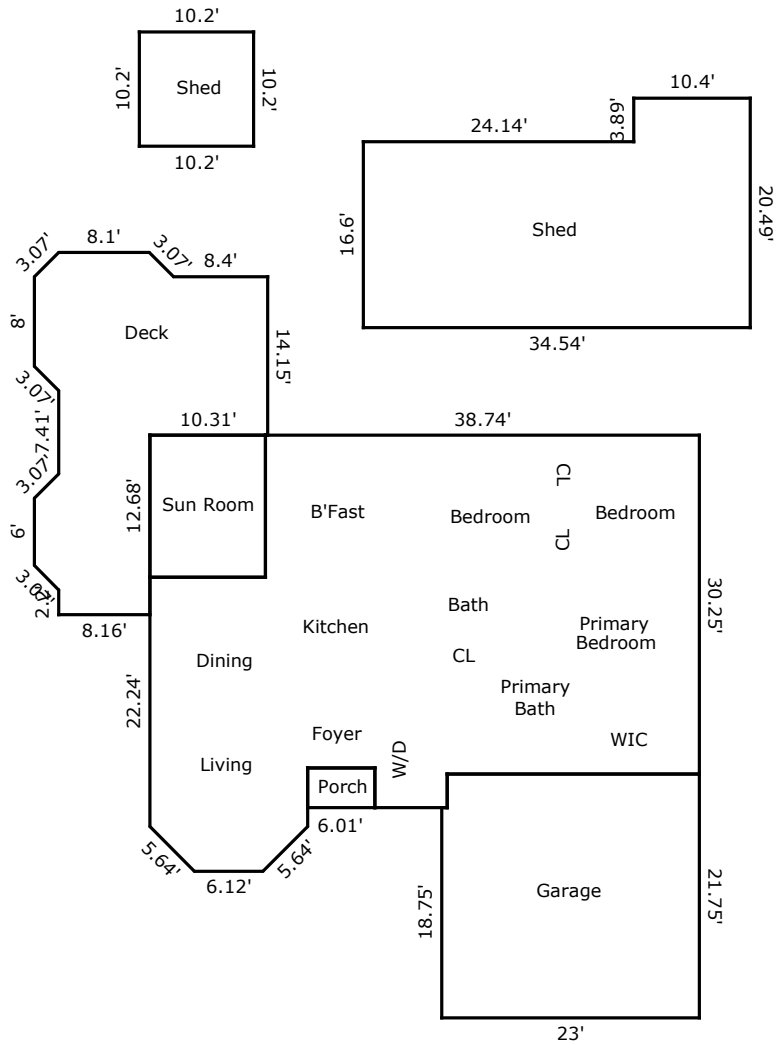 10.2'
10.2'
Shed
10.2'
10.2'
10.4'
3.89'
24.14'
20.49'
16.6'
Shed
34.54'
3.07'
8.1'
3.07'
8.4'
8'
Deck
14.15'
3.07'
7.41'
3.07'
6'
3.07'
8.16'
10.31'
38.74'
12.68'
Sun Room
B'Fast
Bedroom
CL
CL
Bedroom
30.25'
Bath
Kitchen
Primary
Bedroom
Dining
CL
22.24'
Primary
Bath
Foyer
WIC
Living
W/D
Porch
6.01'
5.64'
6.12'
5.64'
18.75'
Garage
21.75'
23'